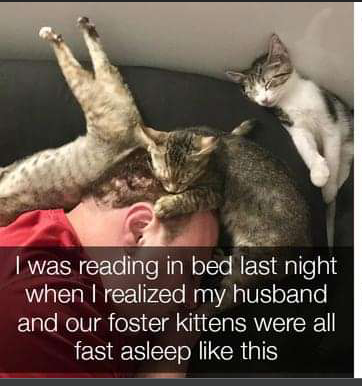 I was reading in bed last night
when I realized my husband
and our foster kittens were all
fast asleep like this